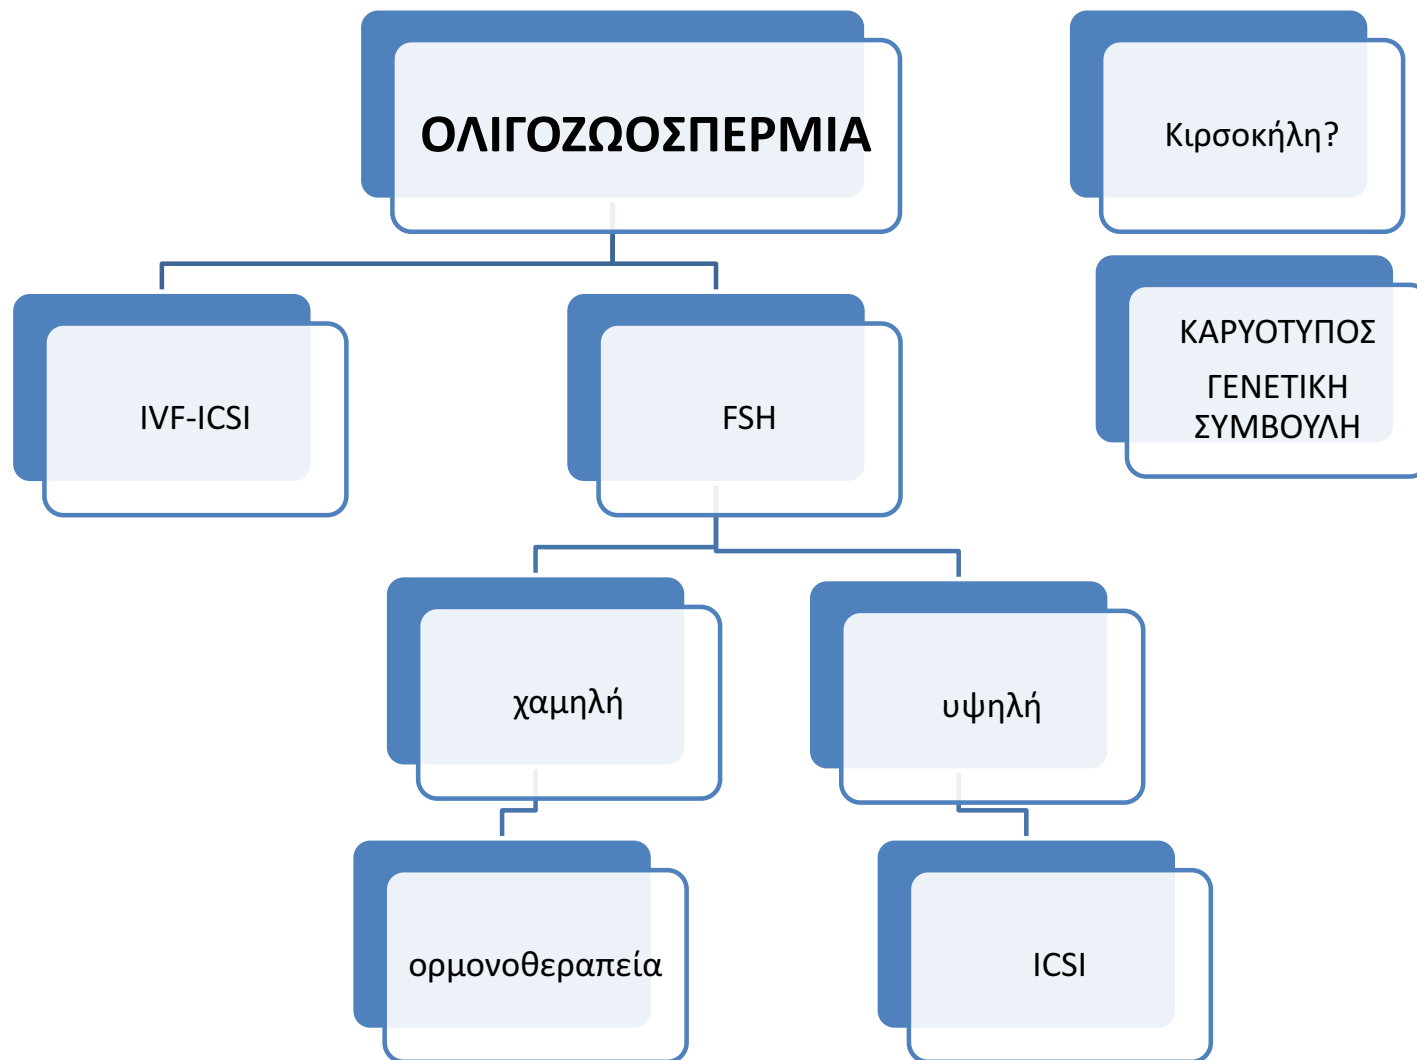 ΟΛΙΓΟΖΩΟΣΠΕΡΜΙΑ
Κιρσοκήλη?
ΚΑΡΥΟΤΥΠΟΣ
ΓΕΝΕΤΙΚΗ
ΣΥΜΒΟΥΛΗ
IVF-ICSI
FSH
χαμηλή
υψηλή
ορμονοθεραπεία
ICSI